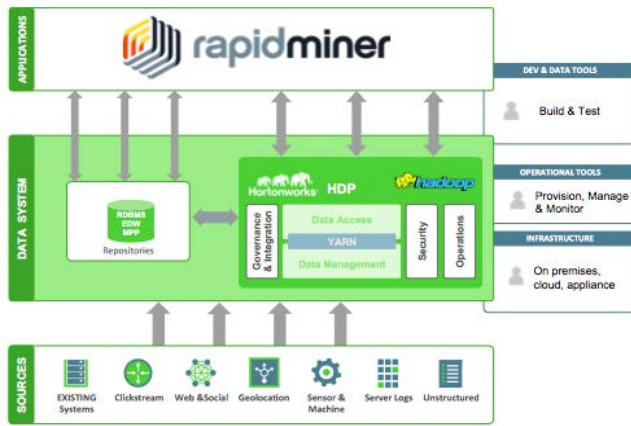 APPLICATIONS
rapidminer
DEV & DATA TOOLS
Build & Test
OPERATIONAL TOOLS
Provision, Manage
& Monitor
INFRASTRUCTURE
On premises,
cloud, appliance
DATA SYSTEM
RDBMS
EDW
MPP
Repositories
Hortonworks HDP
hadoop
Governance
& Integration
Data Access
YARN
Data Management
Security
Operations
SOURCES
EXISTING
Systems
Clickstream
Web &Social
Geolocation
Sensor &
Machine
Server Logs
Unstructured